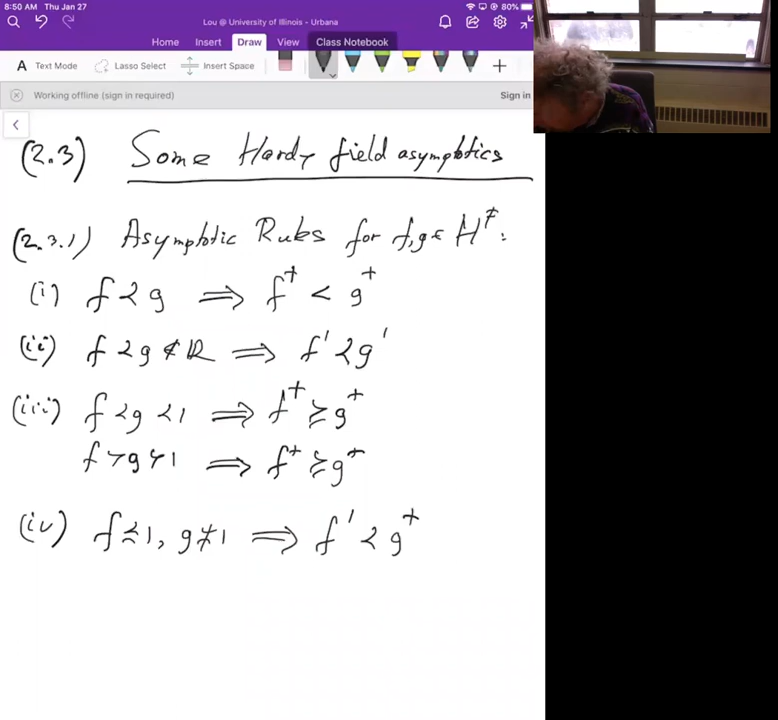 8:50 AM Thu Jan 27
80%
Lou @ University of Illinois - Urbana
Home Insert Draw View Class Notebook
A Text Mode Lasso Select Insert Space
Working offline (sign in required) Sign in
(2.3) Some Hardy field asymptotics
(2.3.1) Asymptotic Rules for f,g ∈ H^≠ :
(i) f ≺ g ⟹ f† < g†
(ii) f ≺ g ∉ ℝ ⟹ f' ≺ g'
(iii) f ≺ g ≺ 1 ⟹ f† ≽ g†
f ≻ g ≻ 1 ⟹ f† ≽ g†
(iv) f ≼ 1, g ≭ 1 ⟹ f' ≺ g†